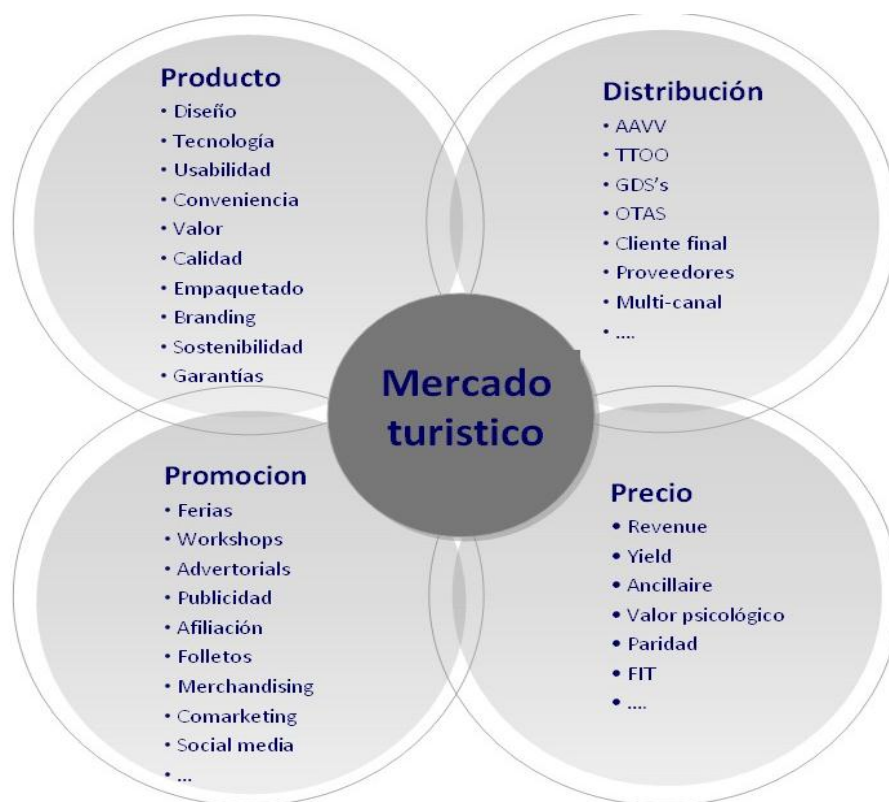 Producto
• Diseño
• Tecnología
• Usabilidad
• Conveniencia
• Valor
• Calidad
• Empaquetado
• Branding
• Sostenibilidad
• Garantías
Distribución
• AAVV
• TTOO
• GDS's
• OTAS
• Cliente final
• Proveedores
• Multi-canal
• ....
Mercado
turistico
Promocion
• Ferias
• Workshops
• Advertorials
• Publicidad
• Afiliación
• Folletos
• Merchandising
• Comarketing
• Social media
• ...
Precio
• Revenue
• Yield
• Ancillaire
• Valor psicológico
• Paridad
• FIT
• ....